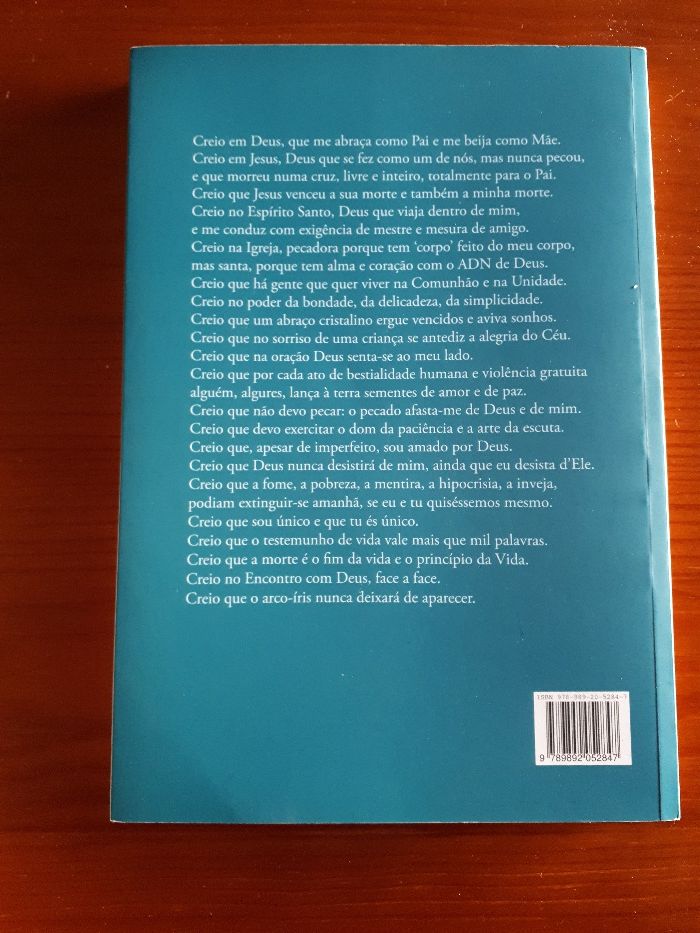 Creio em Deus, que me abraça como Pai e me beija como Mãe.
Creio em Jesus, Deus que se fez como um de nós, mas nunca pecou,
e que morreu numa cruz, livre e inteiro, totalmente para o Pai.
Creio que Jesus venceu a sua morte e também a minha morte.
Creio no Espírito Santo, Deus que viaja dentro de mim,
e me conduz com exigência de mestre e mesura de amigo.
Creio na Igreja, pecadora porque tem ‘corpo’ feito do meu corpo,
mas santa, porque tem alma e coração com o ADN de Deus.
Creio que há gente que quer viver na Comunhão e na Unidade.
Creio no poder da bondade, da delicadeza, da simplicidade.
Creio que um abraço cristalino ergue vencidos e aviva sonhos.
Creio que no sorriso de uma criança se antediz a alegria do Céu.
Creio que na oração Deus senta-se ao meu lado.
Creio que por cada ato de bestialidade humana e violência gratuita
alguém, algures, lança à terra sementes de amor e de paz.
Creio que não devo pecar: o pecado afasta-me de Deus e de mim.
Creio que devo exercitar o dom da paciência e a arte da escuta.
Creio que, apesar de imperfeito, sou amado por Deus.
Creio que Deus nunca desistirá de mim, ainda que eu desista d’Ele.
Creio que a fome, a pobreza, a mentira, a hipocrisia, a inveja,
podiam extinguir-se amanhã, se eu e tu quiséssemos mesmo.
Creio que sou único e que tu és único.
Creio que o testemunho de vida vale mais que mil palavras.
Creio que a morte é o fim da vida e o princípio da Vida.
Creio no Encontro com Deus, face a face.
Creio que o arco-íris nunca deixará de aparecer.
ISBN 978-989-20-5284-7
9 789892 052847